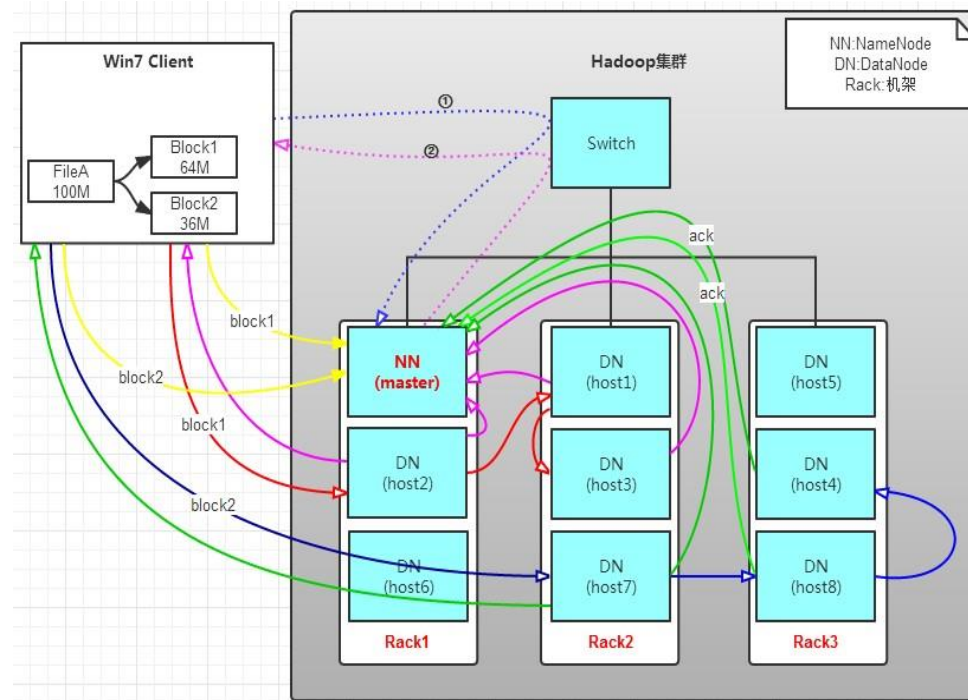 NN:NameNode
DN:DataNode
Rack:机架
Win7 Client
Hadoop集群
①
②
Switch
FileA
100M
Block1
64M
Block2
36M
ack
ack
block1
block2
block1
block2
NN
(master)
DN
(host1)
DN
(host5)
DN
(host2)
DN
(host3)
DN
(host4)
DN
(host6)
DN
(host7)
DN
(host8)
Rack1
Rack2
Rack3